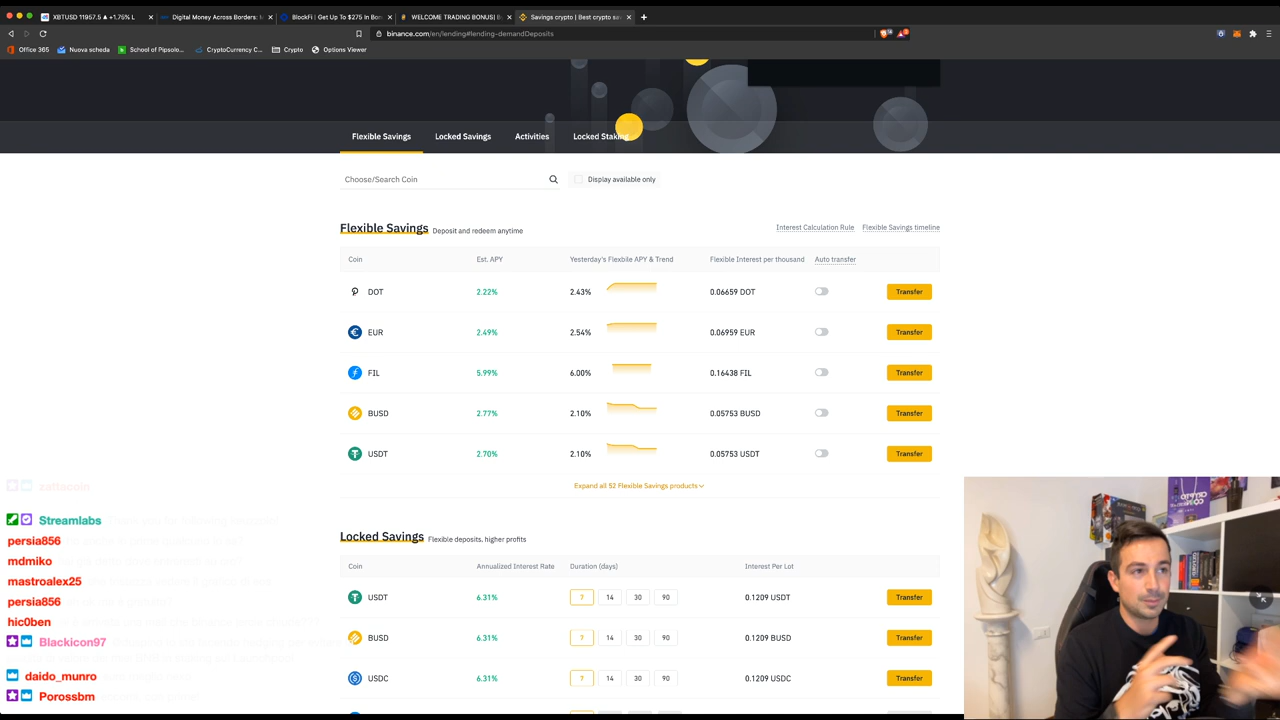 XBTUSD 11957.5 ▲ +1.75% L
Digital Money Across Borders:
BlockFi | Get Up To $275 in Bon
WELCOME TRADING BONUS| B
Savings crypto | Best crypto sav
binance.com/en/lending#lending-demandDeposits
Office 365 Nuova scheda School of Pipsolo... CryptoCurrency C... Crypto Options Viewer
Flexible Savings Locked Savings Activities Locked Staking
Choose/Search Coin
Display available only
Flexible Savings Deposit and redeem anytime
Interest Calculation Rule Flexible Savings timeline
Coin Est. APY Yesterday's Flexbile APY & Trend Flexible Interest per thousand Auto transfer
DOT 2.22% 2.43% 0.06659 DOT Transfer
EUR 2.49% 2.54% 0.06959 EUR Transfer
FIL 5.99% 6.00% 0.16438 FIL Transfer
BUSD 2.77% 2.10% 0.05753 BUSD Transfer
USDT 2.70% 2.10% 0.05753 USDT Transfer
Expand all 52 Flexible Savings products
Locked Savings Flexible deposits, higher profits
Coin Annualized Interest Rate Duration (days) Interest Per Lot
USDT 6.31% 7 14 30 90 0.1209 USDT Transfer
BUSD 6.31% 7 14 30 90 0.1209 BUSD Transfer
USDC 6.31% 7 14 30 90 0.1209 USDC Transfer
zattacoin
Streamlabs
persia856
mdmiko
mastroalex25
persia856
hic0ben
Blackicon97
daido_munro
Porossbm